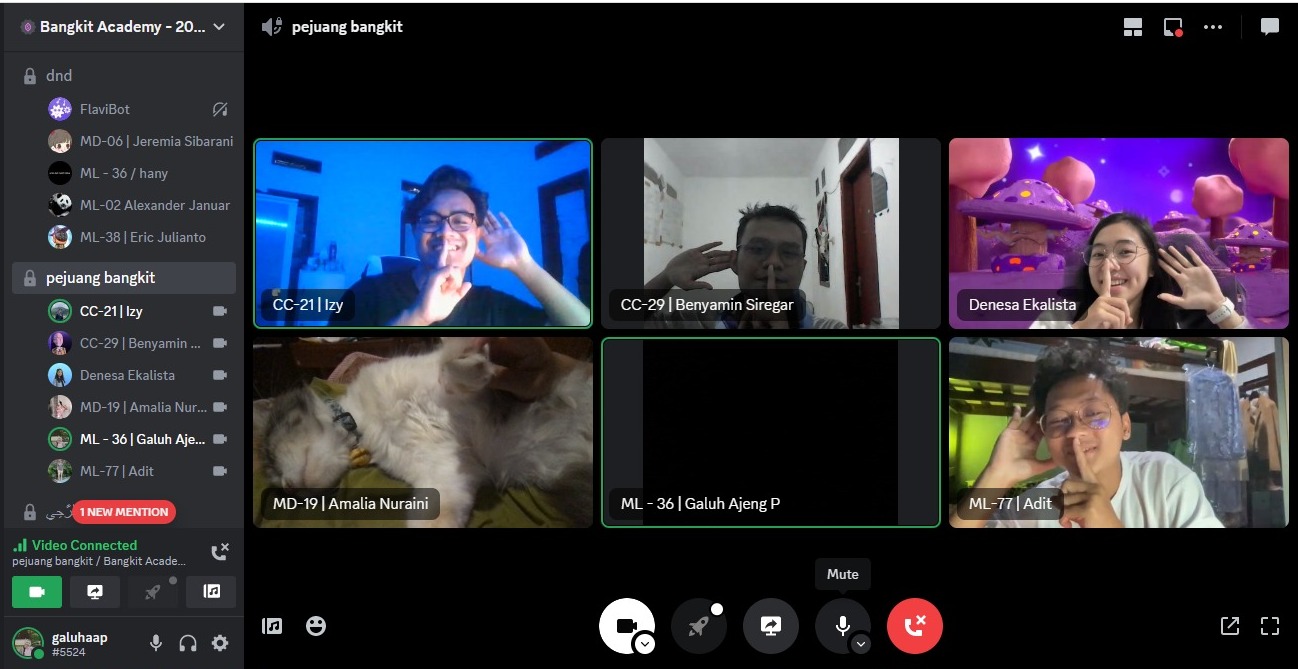 Bangkit Academy - 20...
dnd
FlaviBot
MD-06 | Jeremia Sibarani
ML - 36 / hany
ML-02 Alexander Januar
ML-38 | Eric Julianto
pejuang bangkit
CC-21 | Izy
CC-29 | Benyamin ...
Denesa Ekalista
MD-19 | Amalia Nur...
ML - 36 | Galuh Aje...
ML-77 | Adit
1 NEW MENTION
Video Connected
pejuang bangkit / Bangkit Acade...
galuhaap
#5524
pejuang bangkit
CC-21 | Izy
CC-29 | Benyamin Siregar
Denesa Ekalista
MD-19 | Amalia Nuraini
ML - 36 | Galuh Ajeng P
ML-77 | Adit
Mute